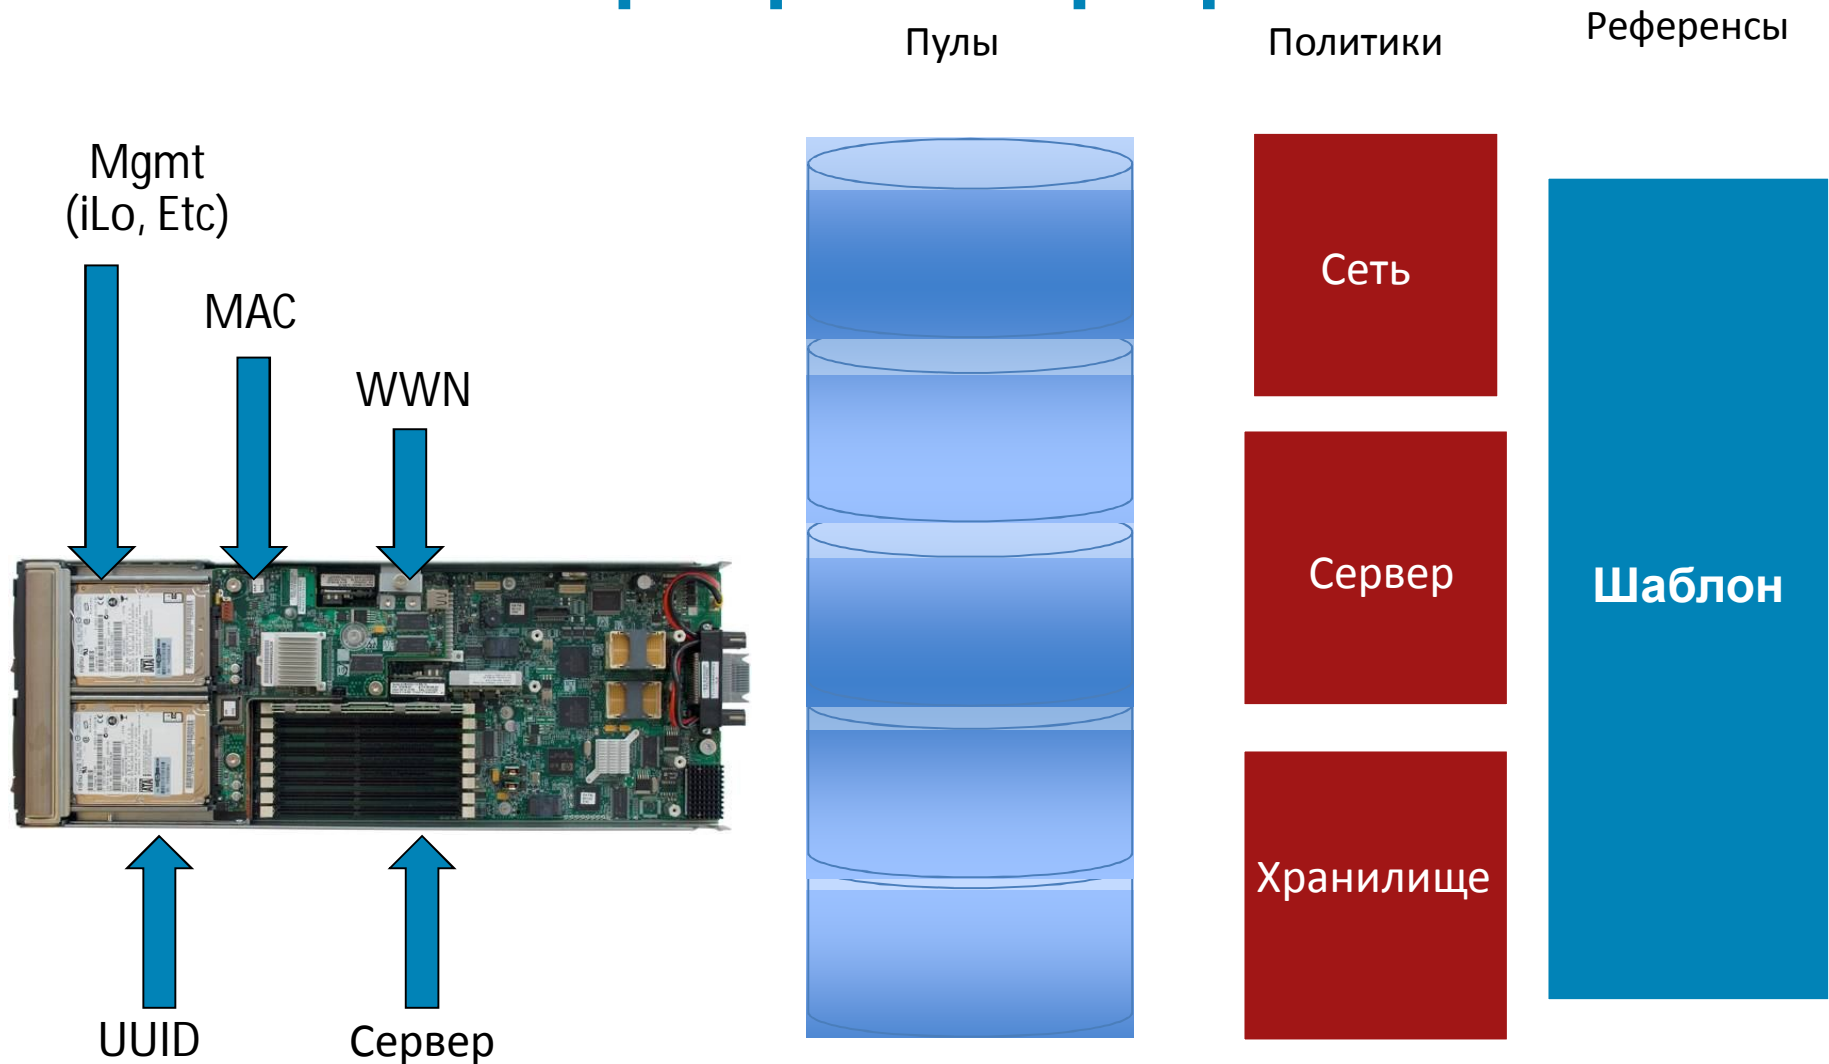 Пулы
Политики
Референсы
Mgmt
(iLo, Etc)
MAC
WWN
UUID
Сервер
Сеть
Сервер
Хранилище
Шаблон